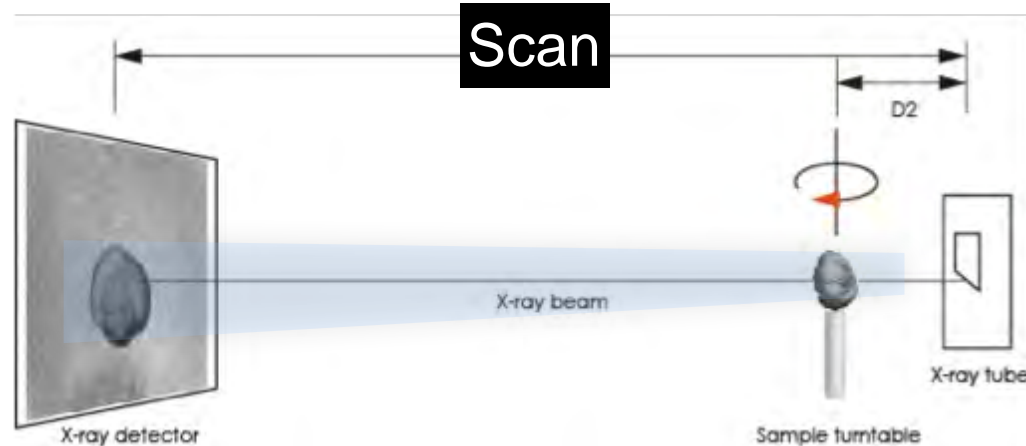 Scan
D2
X-ray beam
X-ray tube
X-ray detector
Sample turntable